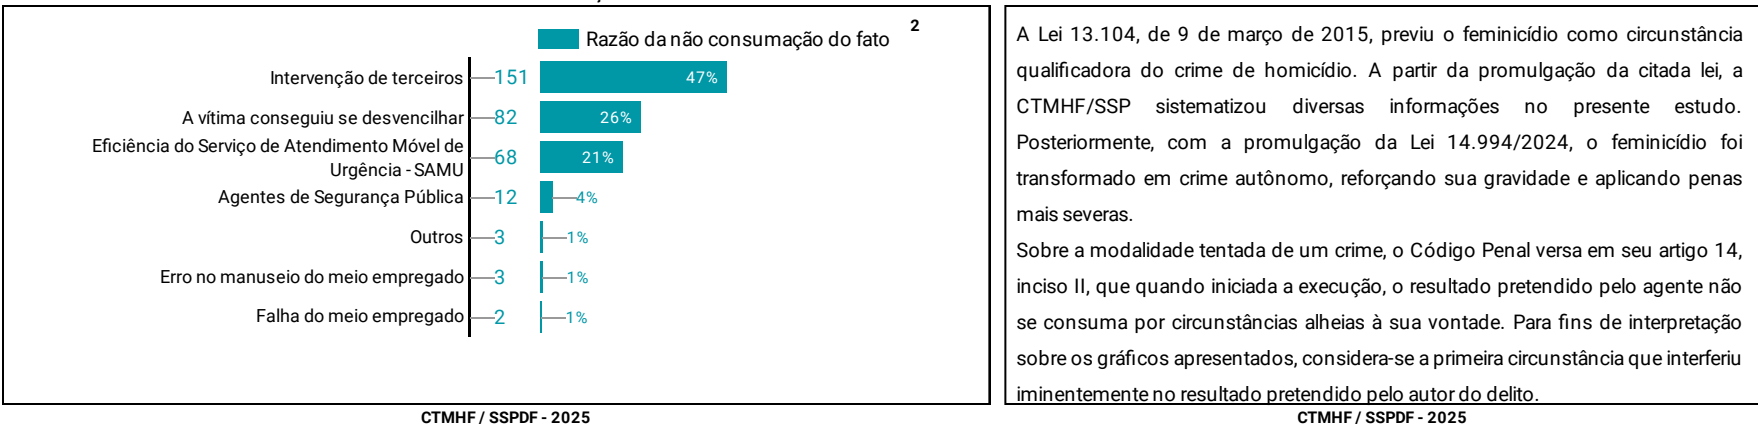 Razão da não consumação do fato 2
Intervenção de terceiros 151 47%
A vítima conseguiu se desvencilhar 82 26%
Eficiência do Serviço de Atendimento Móvel de
Urgência - SAMU 68 21%
Agentes de Segurança Pública 12 4%
Outros 3 1%
Erro no manuseio do meio empregado 3 1%
Falha do meio empregado 2 1%
CTMHF / SSPDF - 2025
A Lei 13.104, de 9 de março de 2015, previu o feminicídio como circunstância
qualificadora do crime de homicídio. A partir da promulgação da citada lei, a
CTMHF/SSP sistematizou diversas informações no presente estudo.
Posteriormente, com a promulgação da Lei 14.994/2024, o feminicídio foi
transformado em crime autônomo, reforçando sua gravidade e aplicando penas
mais severas.
Sobre a modalidade tentada de um crime, o Código Penal versa em seu artigo 14,
inciso II, que quando iniciada a execução, o resultado pretendido pelo agente não
se consuma por circunstâncias alheias à sua vontade. Para fins de interpretação
sobre os gráficos apresentados, considera-se a primeira circunstância que interferiu
iminentemente no resultado pretendido pelo autor do delito.
CTMHF / SSPDF - 2025